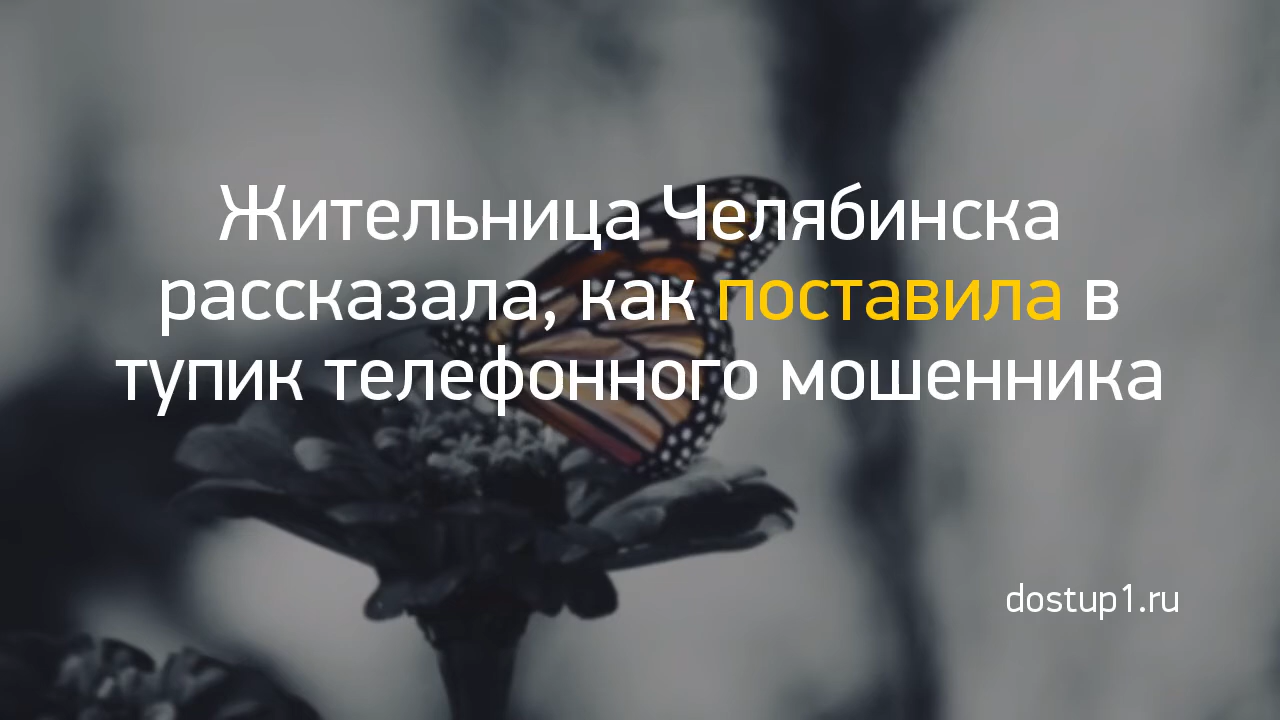 Жительница Челябинска
рассказала, как поставила в
тупик телефонного мошенника
dostup1.ru